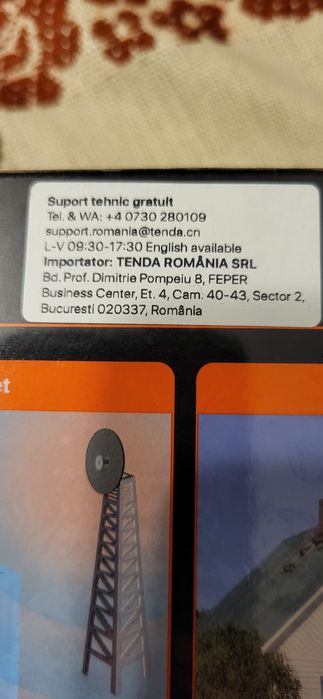 Suport tehnic gratuit
Tel. & WA: +4 0730 280109
support.romania@tenda.cn
L-V 09:30-17:30 English available
Importator: TENDA ROMÂNIA SRL
Bd. Prof. Dimitrie Pompeiu 8, FEPER
Business Center, Et. 4, Cam. 40-43, Sector 2,
Bucuresti 020337, România
et